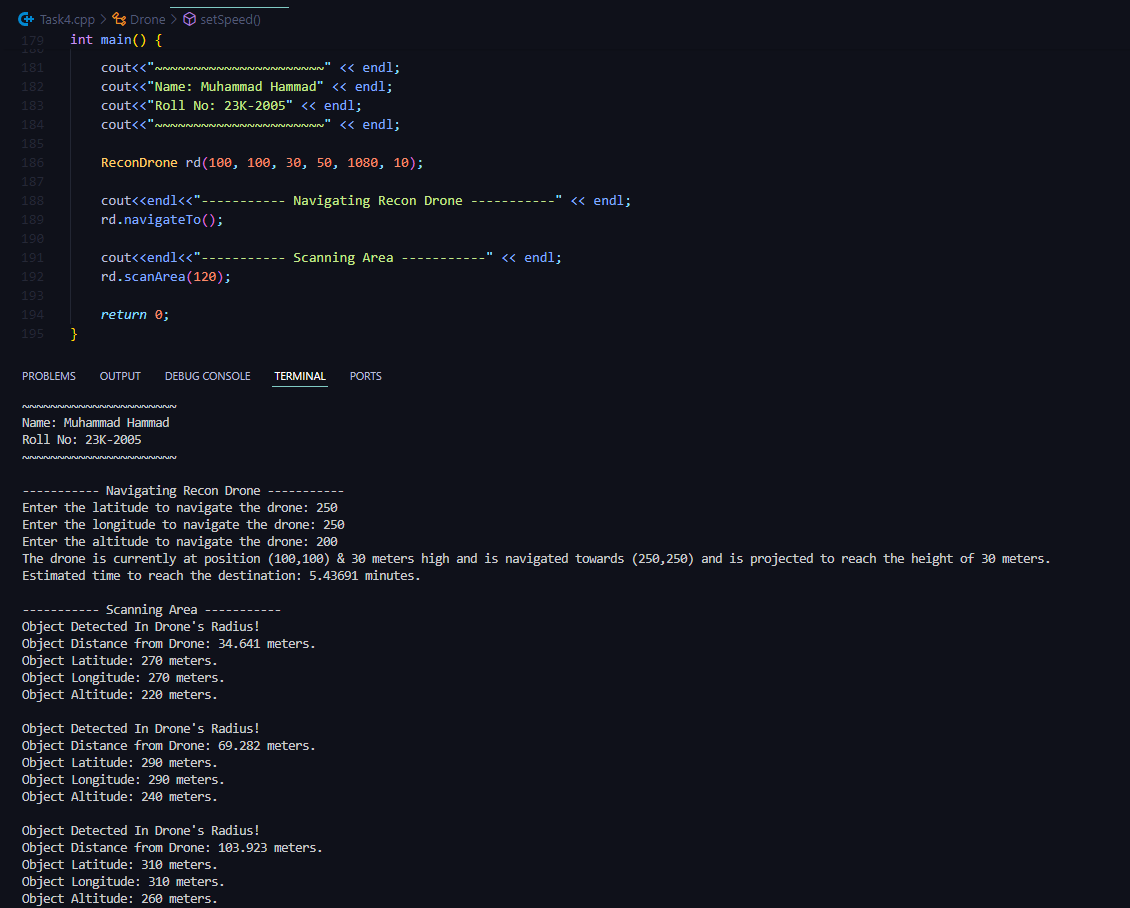 Task4.cpp > Drone > setSpeed()
179 int main() {
180
181 cout<<"~~~~~~~~~~~~~~~~~~~~~~" << endl;
182 cout<<"Name: Muhammad Hammad" << endl;
183 cout<<"Roll No: 23K-2005" << endl;
184 cout<<"~~~~~~~~~~~~~~~~~~~~~~" << endl;
185
186 ReconDrone rd(100, 100, 30, 50, 1080, 10);
187
188 cout<<endl<<"----------- Navigating Recon Drone -----------" << endl;
189 rd.navigateTo();
190
191 cout<<endl<<"----------- Scanning Area -----------" << endl;
192 rd.scanArea(120);
193
194 return 0;
195 }
PROBLEMS OUTPUT DEBUG CONSOLE TERMINAL PORTS
~~~~~~~~~~~~~~~~~~~~~~
Name: Muhammad Hammad
Roll No: 23K-2005
~~~~~~~~~~~~~~~~~~~~~~
----------- Navigating Recon Drone -----------
Enter the latitude to navigate the drone: 250
Enter the longitude to navigate the drone: 250
Enter the altitude to navigate the drone: 200
The drone is currently at position (100,100) & 30 meters high and is navigated towards (250,250) and is projected to reach the height of 30 meters.
Estimated time to reach the destination: 5.43691 minutes.
----------- Scanning Area -----------
Object Detected In Drone's Radius!
Object Distance from Drone: 34.641 meters.
Object Latitude: 270 meters.
Object Longitude: 270 meters.
Object Altitude: 220 meters.
Object Detected In Drone's Radius!
Object Distance from Drone: 69.282 meters.
Object Latitude: 290 meters.
Object Longitude: 290 meters.
Object Altitude: 240 meters.
Object Detected In Drone's Radius!
Object Distance from Drone: 103.923 meters.
Object Latitude: 310 meters.
Object Longitude: 310 meters.
Object Altitude: 260 meters.